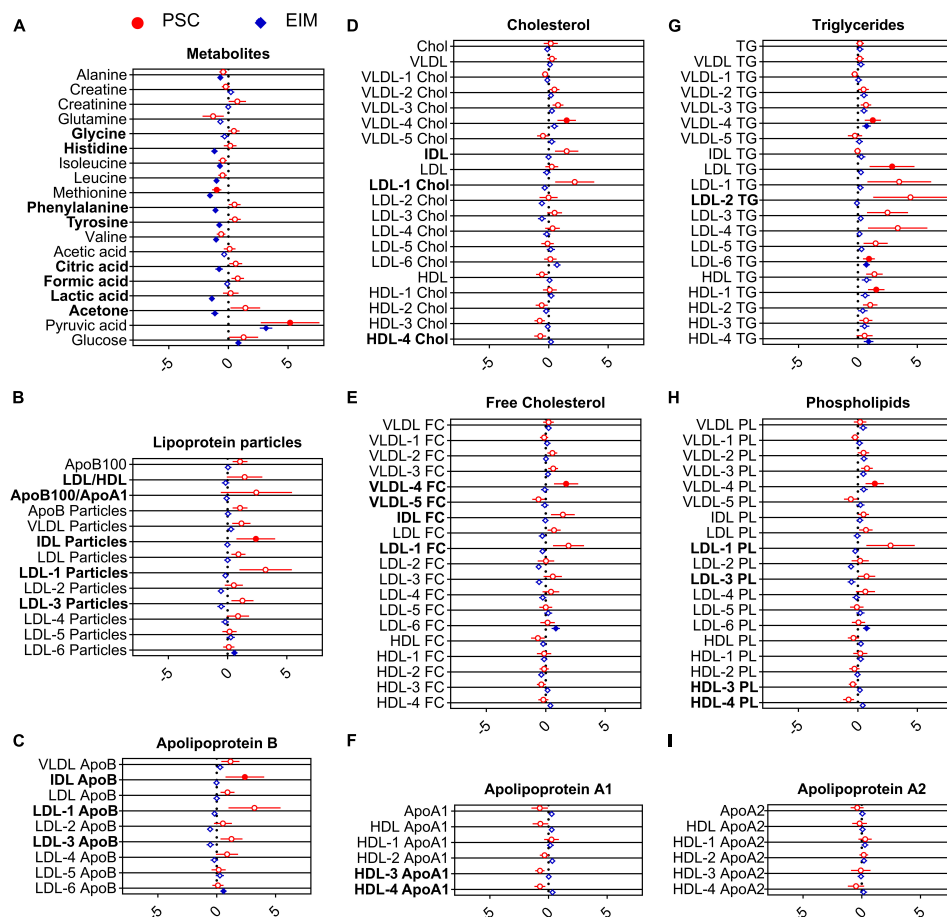 PSC
EIM
A
Metabolites
Alanine
Creatine
Creatinine
Glutamine
Glycine
Histidine
Isoleucine
Leucine
Methionine
Phenylalanine
Tyrosine
Valine
Acetic acid
Citric acid
Formic acid
Lactic acid
Acetone
Pyruvic acid
Glucose
0
5
B
Lipoprotein particles
ApoB100
LDL/HDL
ApoB100/ApoA1
ApoB Particles
VLDL Particles
IDL Particles
LDL Particles
LDL-1 Particles
LDL-2 Particles
LDL-3 Particles
LDL-4 Particles
LDL-5 Particles
LDL-6 Particles
-5
0
5
C
Apolipoprotein B
VLDL ApoB
IDL ApoB
LDL ApoB
LDL-1 ApoB
LDL-2 ApoB
LDL-3 ApoB
LDL-4 ApoB
LDL-5 ApoB
LDL-6 ApoB
-5
0
5
D
Cholesterol
Chol
VLDL
VLDL-1 Chol
VLDL-2 Chol
VLDL-3 Chol
VLDL-4 Chol
VLDL-5 Chol
IDL
LDL
LDL-1 Chol
LDL-2 Chol
LDL-3 Chol
LDL-4 Chol
LDL-5 Chol
LDL-6 Chol
HDL
HDL-1 Chol
HDL-2 Chol
HDL-3 Chol
HDL-4 Chol
-5
0
5
E
Free Cholesterol
VLDL FC
VLDL-1 FC
VLDL-2 FC
VLDL-3 FC
VLDL-4 FC
VLDL-5 FC
IDL FC
LDL FC
LDL-1 FC
LDL-2 FC
LDL-3 FC
LDL-4 FC
LDL-5 FC
LDL-6 FC
HDL FC
HDL-1 FC
HDL-2 FC
HDL-3 FC
HDL-4 FC
-5
0
5
F
Apolipoprotein A1
ApoA1
HDL ApoA1
HDL-1 ApoA1
HDL-2 ApoA1
HDL-3 ApoA1
HDL-4 ApoA1
-5
0
5
G
Triglycerides
TG
VLDL TG
VLDL-1 TG
VLDL-2 TG
VLDL-3 TG
VLDL-4 TG
VLDL-5 TG
IDL TG
LDL TG
LDL-1 TG
LDL-2 TG
LDL-3 TG
LDL-4 TG
LDL-5 TG
LDL-6 TG
HDL TG
HDL-1 TG
HDL-2 TG
HDL-3 TG
HDL-4 TG
-5
0
5
H
Phospholipids
VLDL PL
VLDL-1 PL
VLDL-2 PL
VLDL-3 PL
VLDL-4 PL
VLDL-5 PL
IDL PL
LDL PL
LDL-1 PL
LDL-2 PL
LDL-3 PL
LDL-4 PL
LDL-5 PL
LDL-6 PL
HDL PL
HDL-1 PL
HDL-2 PL
HDL-3 PL
HDL-4 PL
-5
0
5
I
Apolipoprotein A2
ApoA2
HDL ApoA2
HDL-1 ApoA2
HDL-2 ApoA2
HDL-3 ApoA2
HDL-4 ApoA2
-5
0
5